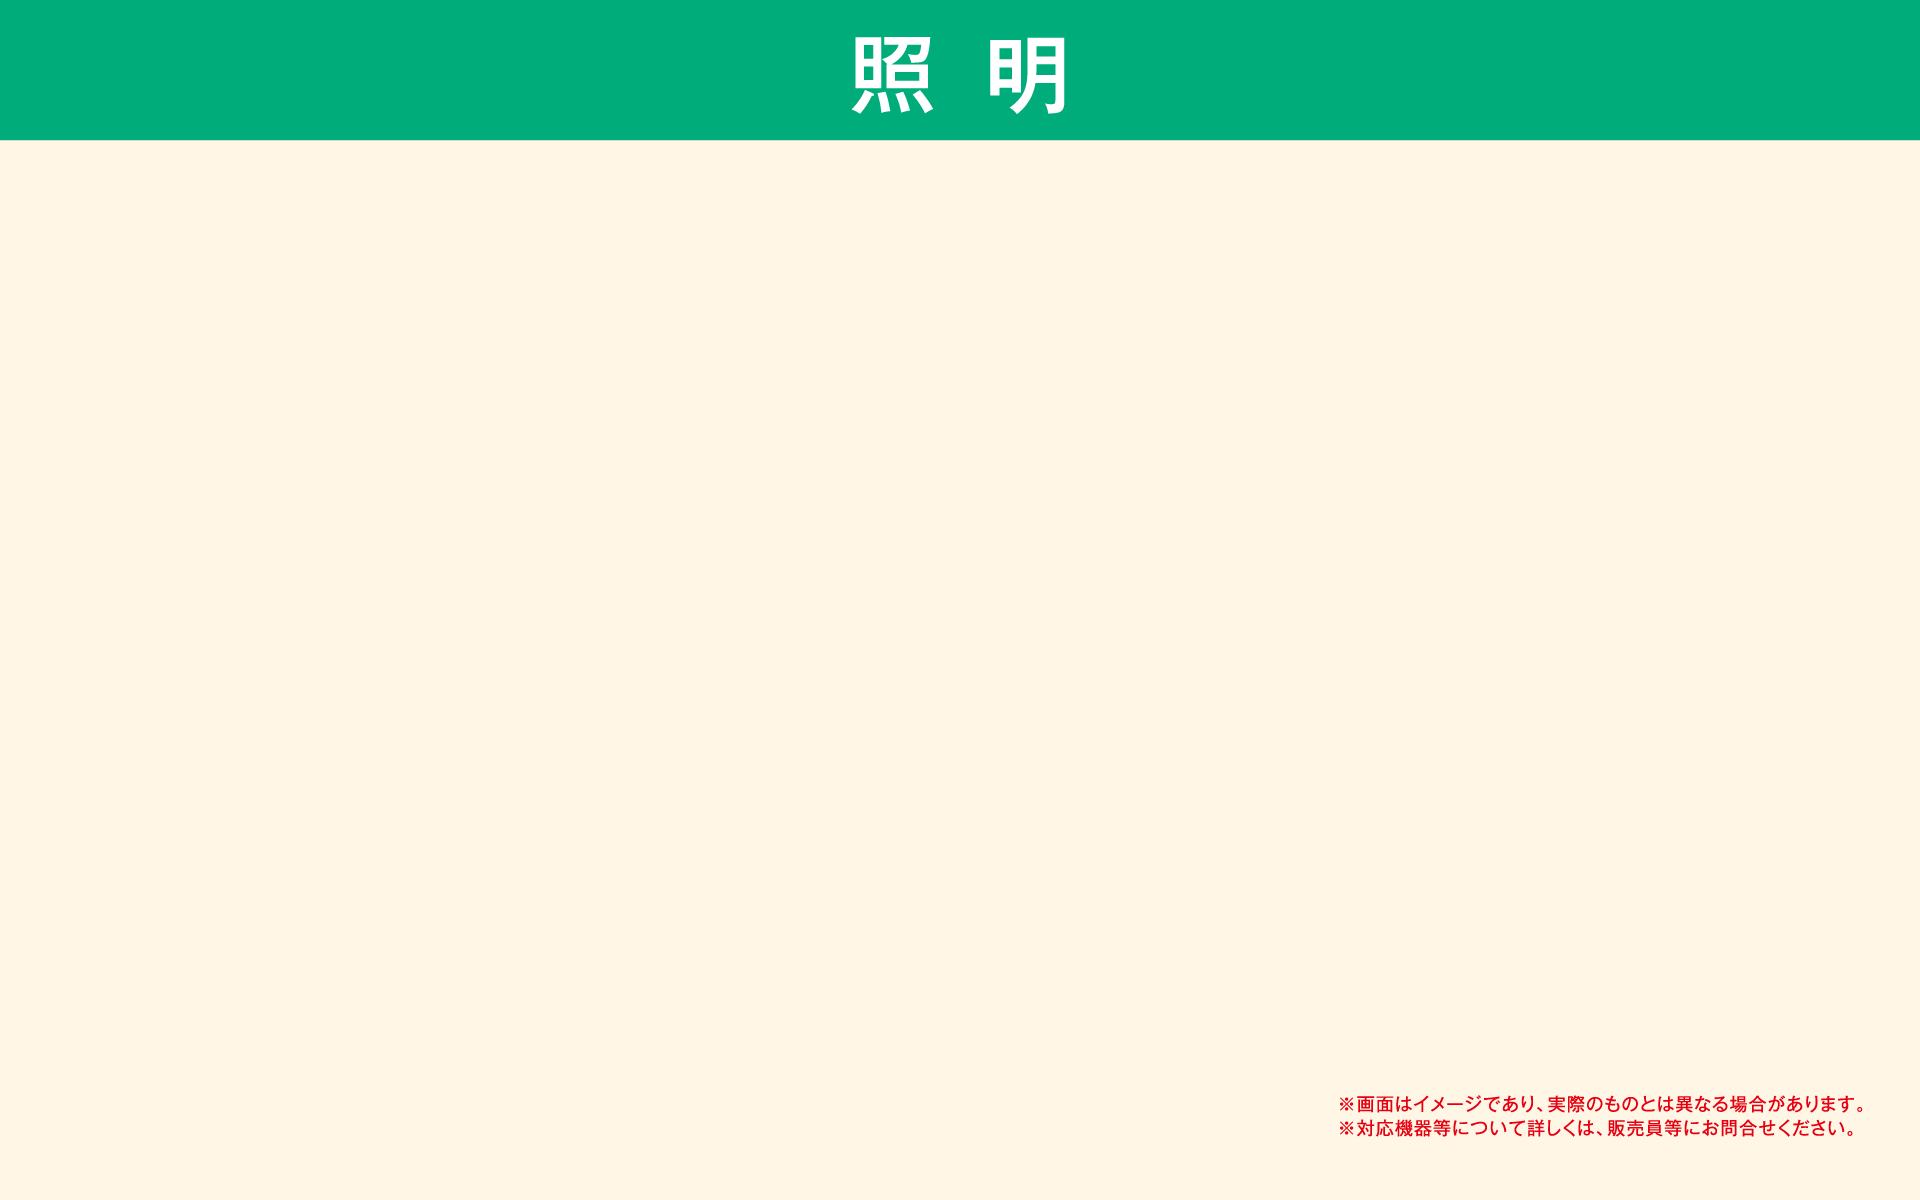 照 明
※画面はイメージであり、実際のものとは異なる場合があります。
※対応機器等について詳しくは、販売員等にお問合せください。